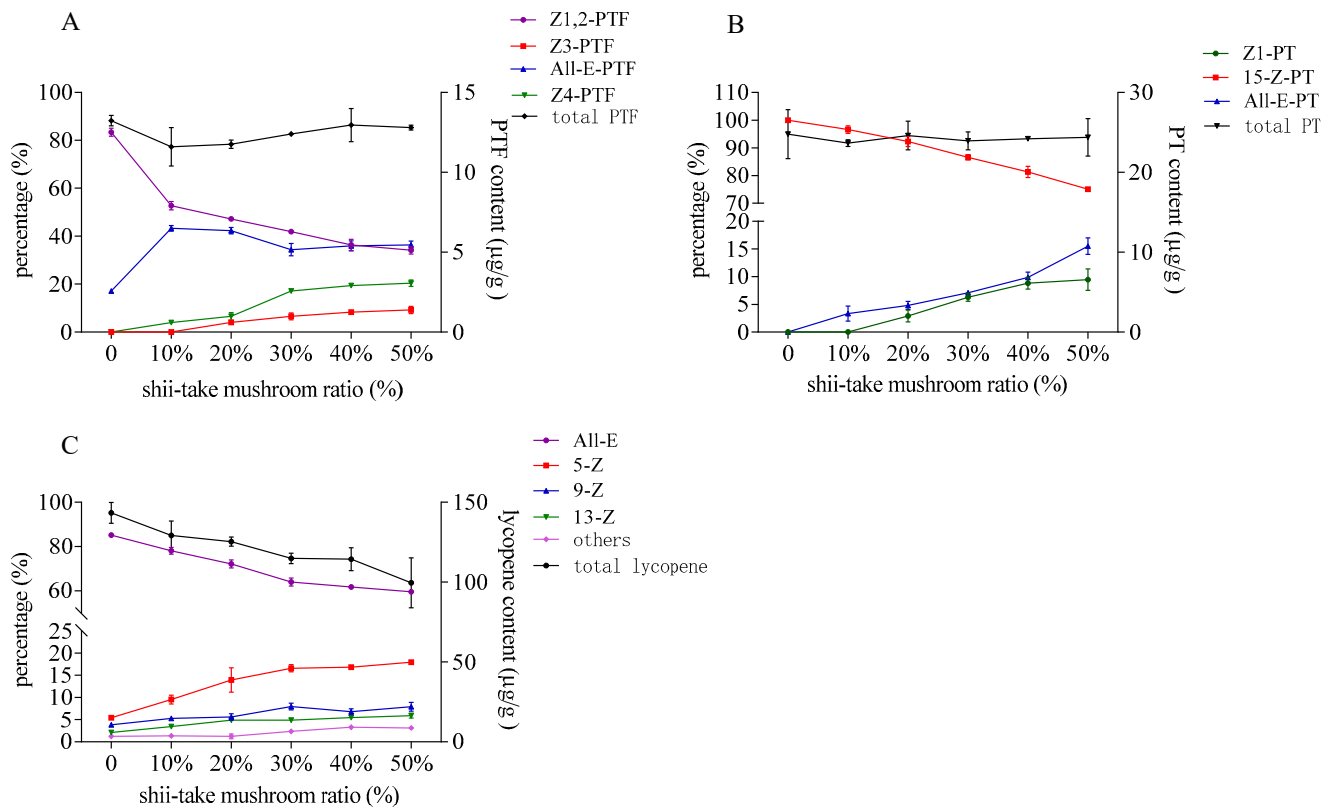 A
Z1,2-PTF
Z3-PTF
All-E-PTF
Z4-PTF
total PTF
percentage (%)
100
80
60
40
20
0
15
10
5
0
PTF content (μg/g )
0 10% 20% 30% 40% 50%
shii-take mushroom ratio (%)
B
Z1-PT
15-Z-PT
All-E-PT
total PT
percentage (%)
110
100
90
80
70
20
15
10
5
0
30
20
10
0
PT content (μg/g )
0 10% 20% 30% 40% 50%
shii-take mushroom ratio (%)
C
All-E
5-Z
9-Z
13-Z
others
total lycopene
percentage (%)
100
80
60
25
20
15
10
5
0
150
100
50
0
lycopene content (μg/g )
0 10% 20% 30% 40% 50%
shii-take mushroom ratio (%)